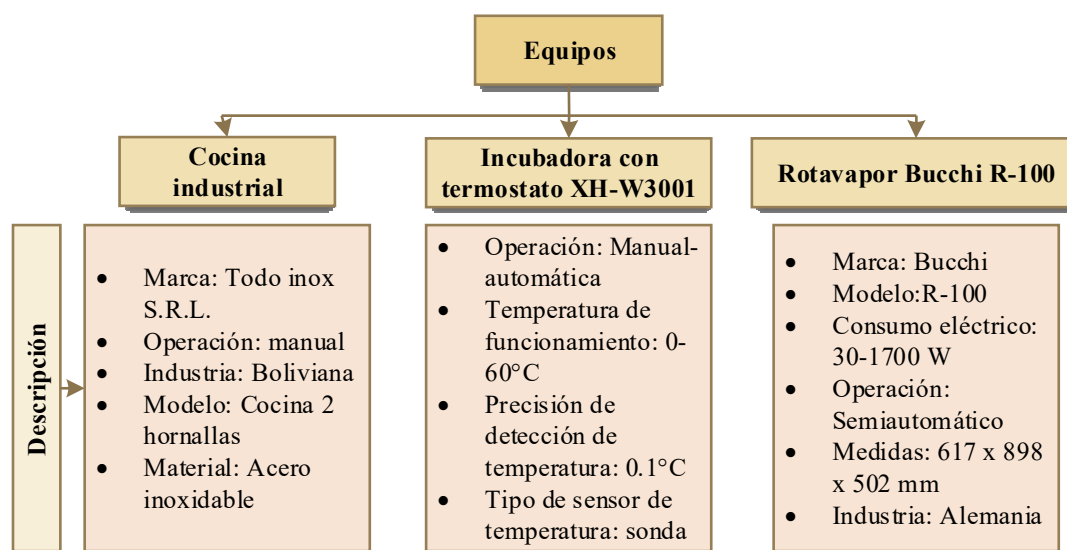 Equipos
Cocina
industrial
Incubadora con
termostato XH-W3001
Rotavapor Bucchi R-100
Descripción
• Marca: Todo inox
S.R.L.
• Operación: manual
• Industria: Boliviana
• Modelo: Cocina 2
hornallas
• Material: Acero
inoxidable
• Operación: Manual-
automática
• Temperatura de
funcionamiento: 0-
60°C
• Precisión de
detección de
temperatura: 0.1°C
• Tipo de sensor de
temperatura: sonda
• Marca: Bucchi
• Modelo:R-100
• Consumo eléctrico:
30-1700 W
• Operación:
Semiautomático
• Medidas: 617 x 898
x 502 mm
• Industria: Alemania